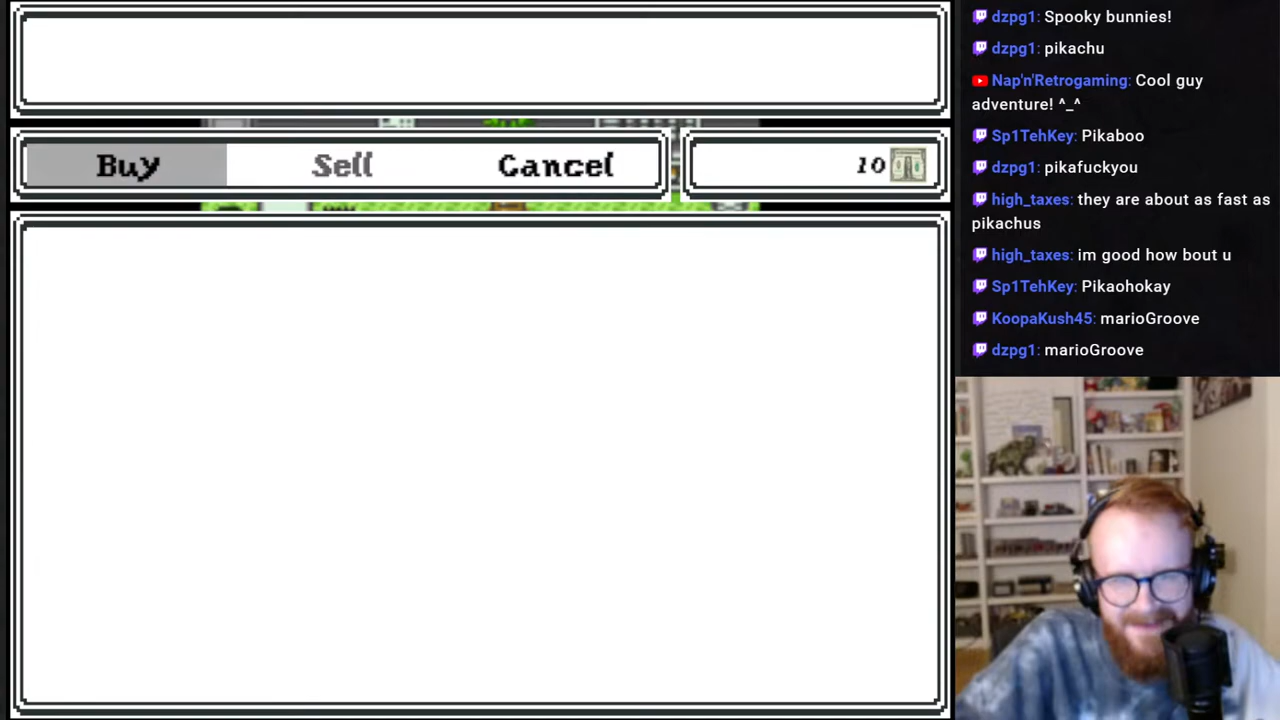 Buy Sell Cancel 10
dzpg1: Spooky bunnies!
dzpg1: pikachu
Nap'n'Retrogaming: Cool guy
adventure! ^_^
Sp1TehKey: Pikaboo
dzpg1: pikafuckyou
high_taxes: they are about as fast as
pikachus
high_taxes: im good how bout u
Sp1TehKey: Pikaohokay
KoopaKush45: marioGroove
dzpg1: marioGroove